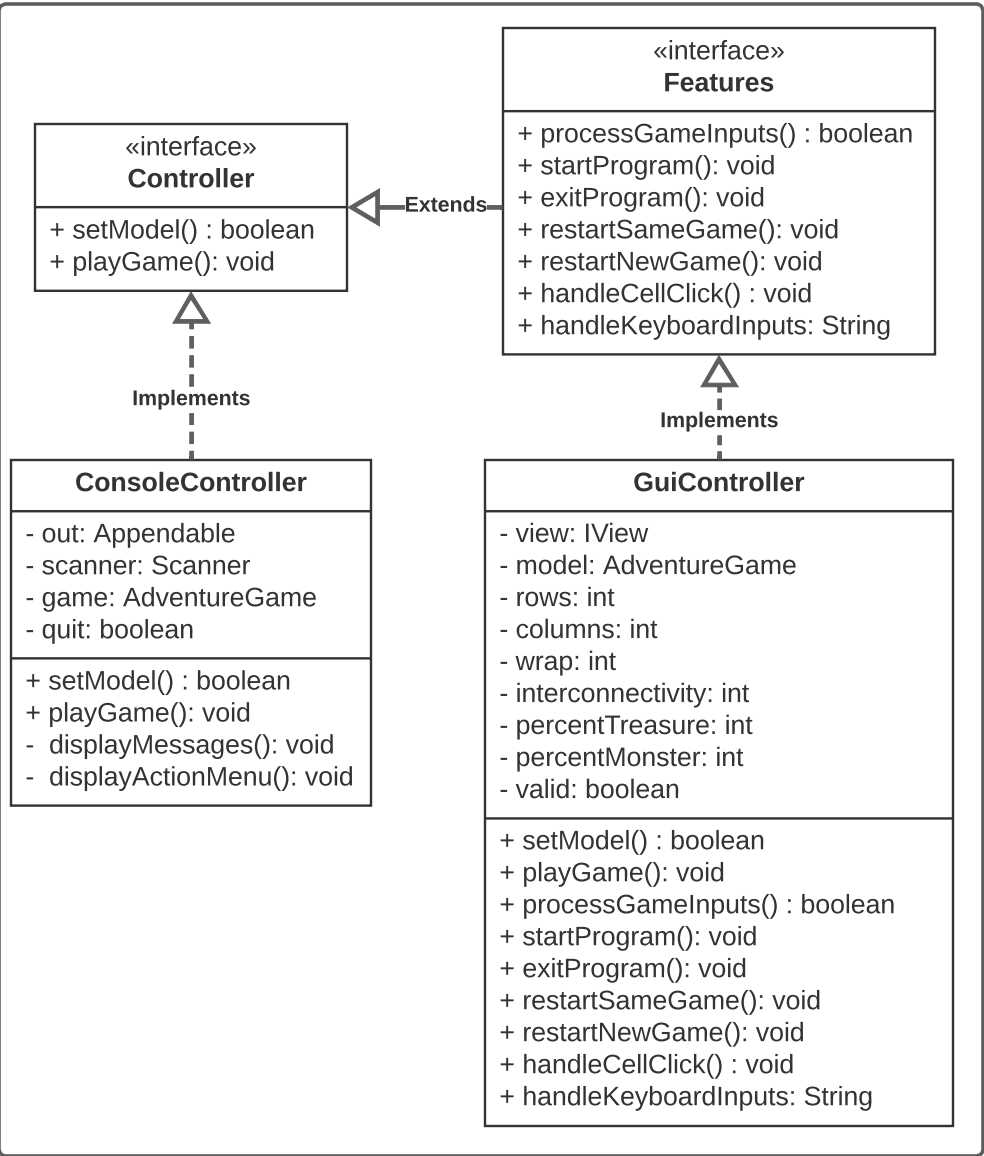 «interface»
Features
+ processGameInputs() : boolean
+ startProgram(): void
+ exitProgram(): void
+ restartSameGame(): void
+ restartNewGame(): void
+ handleCellClick() : void
+ handleKeyboardInputs: String
«interface»
Controller
+ setModel() : boolean
+ playGame(): void
Extends
Implements
Implements
ConsoleController
- out: Appendable
- scanner: Scanner
- game: AdventureGame
- quit: boolean
+ setModel() : boolean
+ playGame(): void
- displayMessages(): void
- displayActionMenu(): void
GuiController
- view: IView
- model: AdventureGame
- rows: int
- columns: int
- wrap: int
- interconnectivity: int
- percentTreasure: int
- percentMonster: int
- valid: boolean
+ setModel() : boolean
+ playGame(): void
+ processGameInputs() : boolean
+ startProgram(): void
+ exitProgram(): void
+ restartSameGame(): void
+ restartNewGame(): void
+ handleCellClick() : void
+ handleKeyboardInputs: String